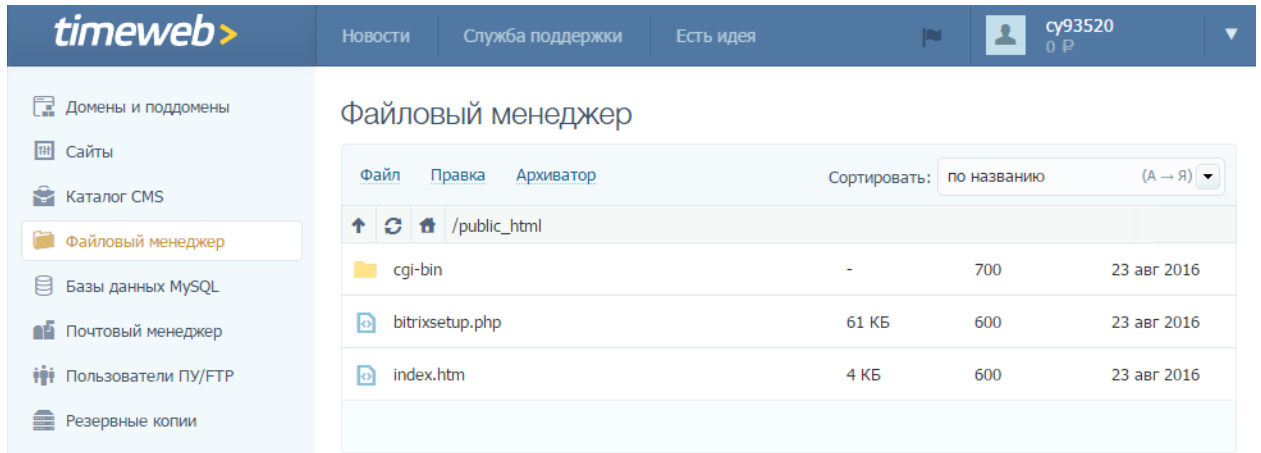 timeweb>
Новости Служба поддержки Есть идея
cy93520
0 ₽
Домены и поддомены
Сайты
Каталог CMS
Файловый менеджер
Базы данных MySQL
Почтовый менеджер
Пользователи ПУ/FTP
Резервные копии
Файловый менеджер
Файл Правка Архиватор Сортировать: по названию (А → Я)
/public_html
cgi-bin - 700 23 авг 2016
bitrixsetup.php 61 КБ 600 23 авг 2016
index.htm 4 КБ 600 23 авг 2016